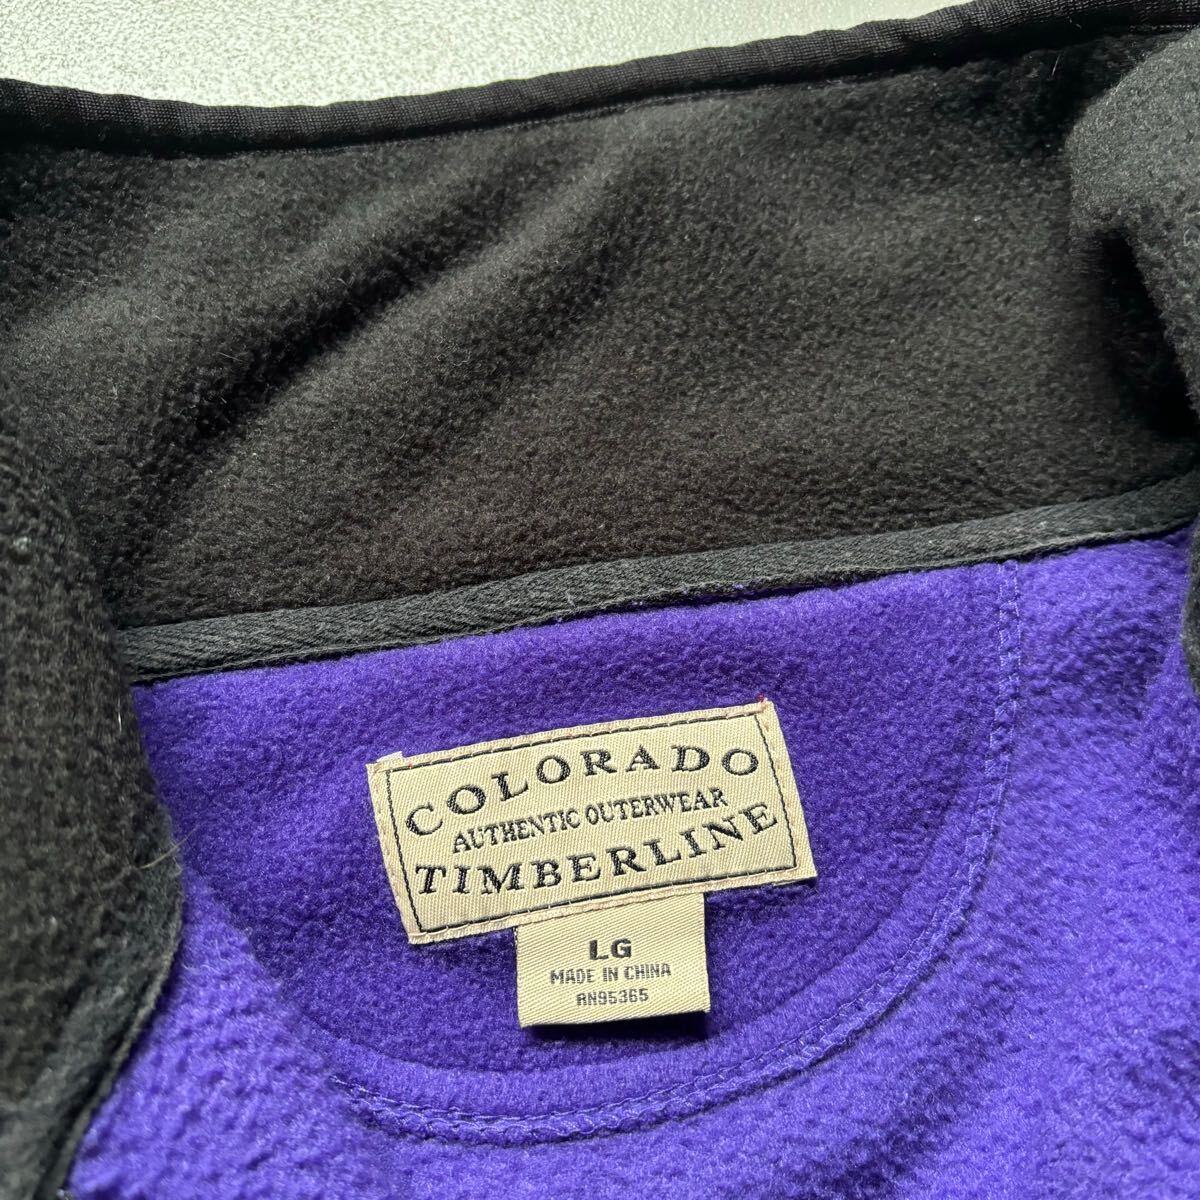 COLORADO
AUTHENTIC OUTERWEAR
TIMBERLINE
LG
MADE IN CHINA
RN95365